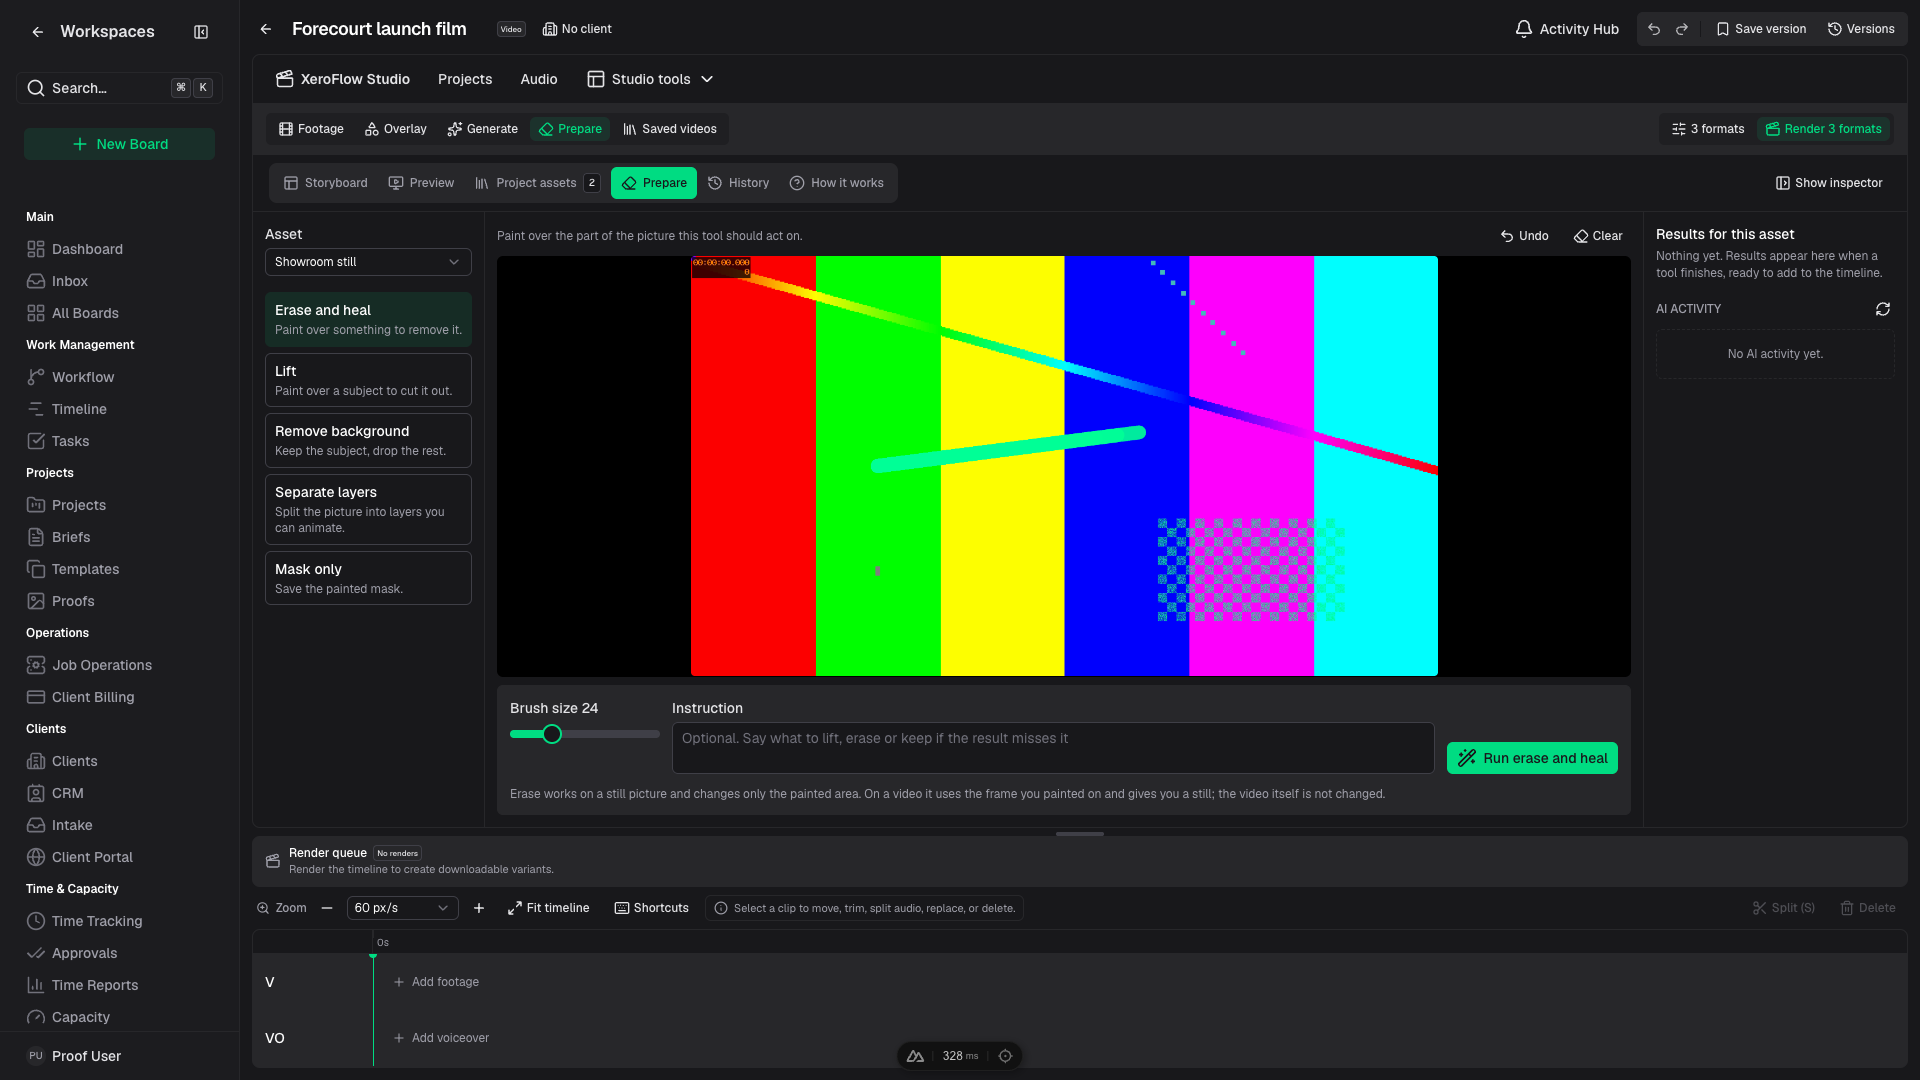 Workspaces
Search...
⌘ K
New Board
Main
Dashboard
Inbox
All Boards
Work Management
Workflow
Timeline
Tasks
Projects
Projects
Briefs
Templates
Proofs
Operations
Job Operations
Client Billing
Clients
Clients
CRM
Intake
Client Portal
Time & Capacity
Time Tracking
Approvals
Time Reports
Capacity
PU Proof User
Forecourt launch film Video No client
Activity Hub Save version Versions
XeroFlow Studio Projects Audio Studio tools
Footage Overlay Generate Prepare Saved videos
3 formats Render 3 formats
Storyboard Preview Project assets 2 Prepare History How it works
Show inspector
Asset
Showroom still
Erase and heal
Paint over something to remove it.
Lift
Paint over a subject to cut it out.
Remove background
Keep the subject, drop the rest.
Separate layers
Split the picture into layers you
can animate.
Mask only
Save the painted mask.
Paint over the part of the picture this tool should act on.
Undo Clear
00:00:00.000
0
Brush size 24
Instruction
Optional. Say what to lift, erase or keep if the result misses it
Run erase and heal
Erase works on a still picture and changes only the painted area. On a video it uses the frame you painted on and gives you a still; the video itself is not changed.
Results for this asset
Nothing yet. Results appear here when a
tool finishes, ready to add to the timeline.
AI ACTIVITY
No AI activity yet.
Render queue No renders
Render the timeline to create downloadable variants.
Zoom 60 px/s Fit timeline Shortcuts
Select a clip to move, trim, split audio, replace, or delete.
Split (S) Delete
0s
V Add footage
VO Add voiceover
328 ms